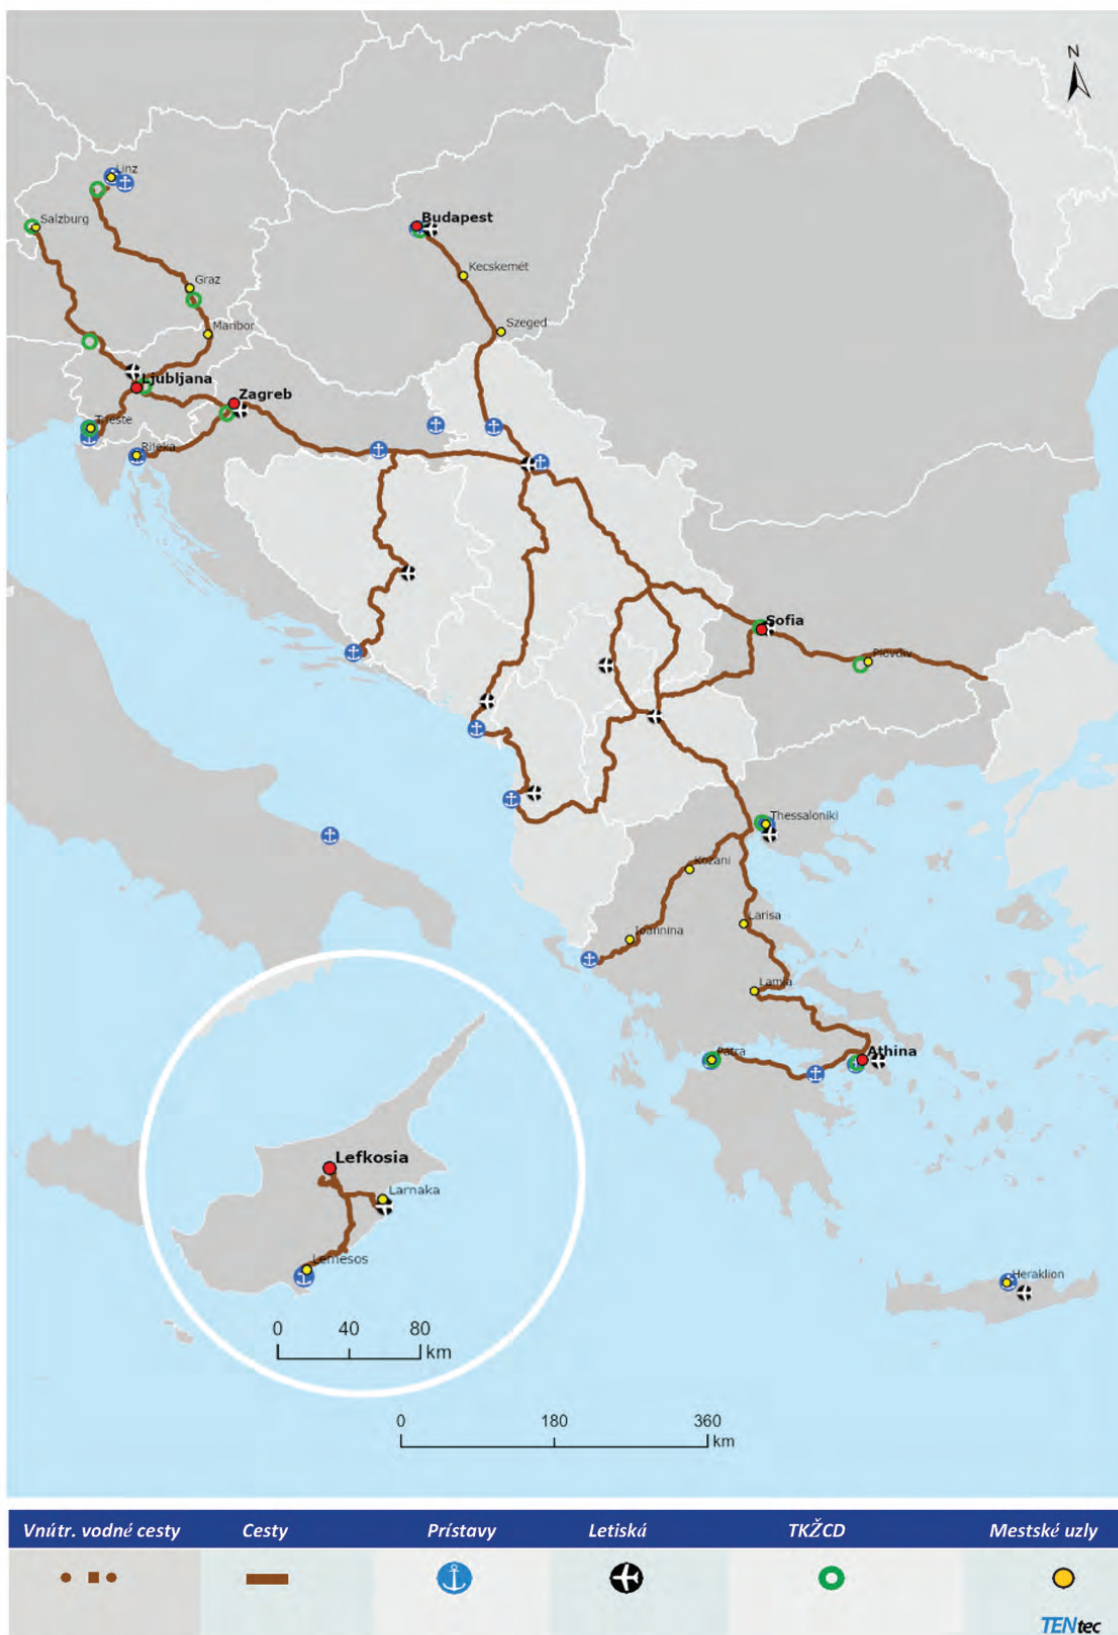 N
Linz
Salzburg
Budapest
Kecskemét
Graz
Szeged
Maribor
Ljubljana
Zagreb
Trieste
Rijeka
Sofia
Plovdiv
Thessaloniki
Kozani
Larisa
Ioannina
Lamia
Patra
Athina
Lefkosia
Larnaka
Lemesos
Heraklion
0 40 80
km
0 180 360
km
Vnútr. vodné cesty Cesty Prístavy Letiská TKŽCD Mestské uzly
TENtec